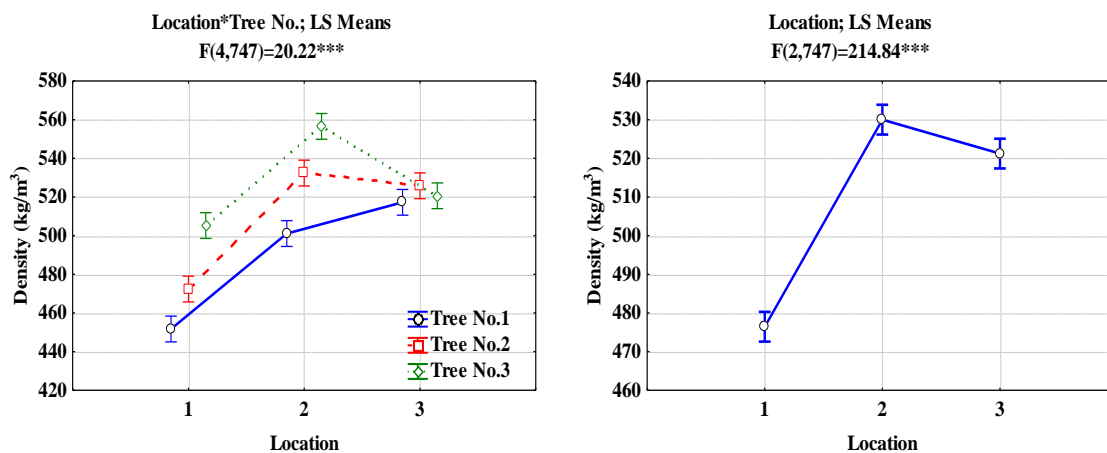 Location*Tree No.; LS Means
F(4,747)=20.22***
580
560
540
520
500
480
460
440
420
Density (kg/m³)
1 2 3
Location
Tree No.1
Tree No.2
Tree No.3
Location; LS Means
F(2,747)=214.84***
540
530
520
510
500
490
480
470
460
Density (kg/m³)
1 2 3
Location